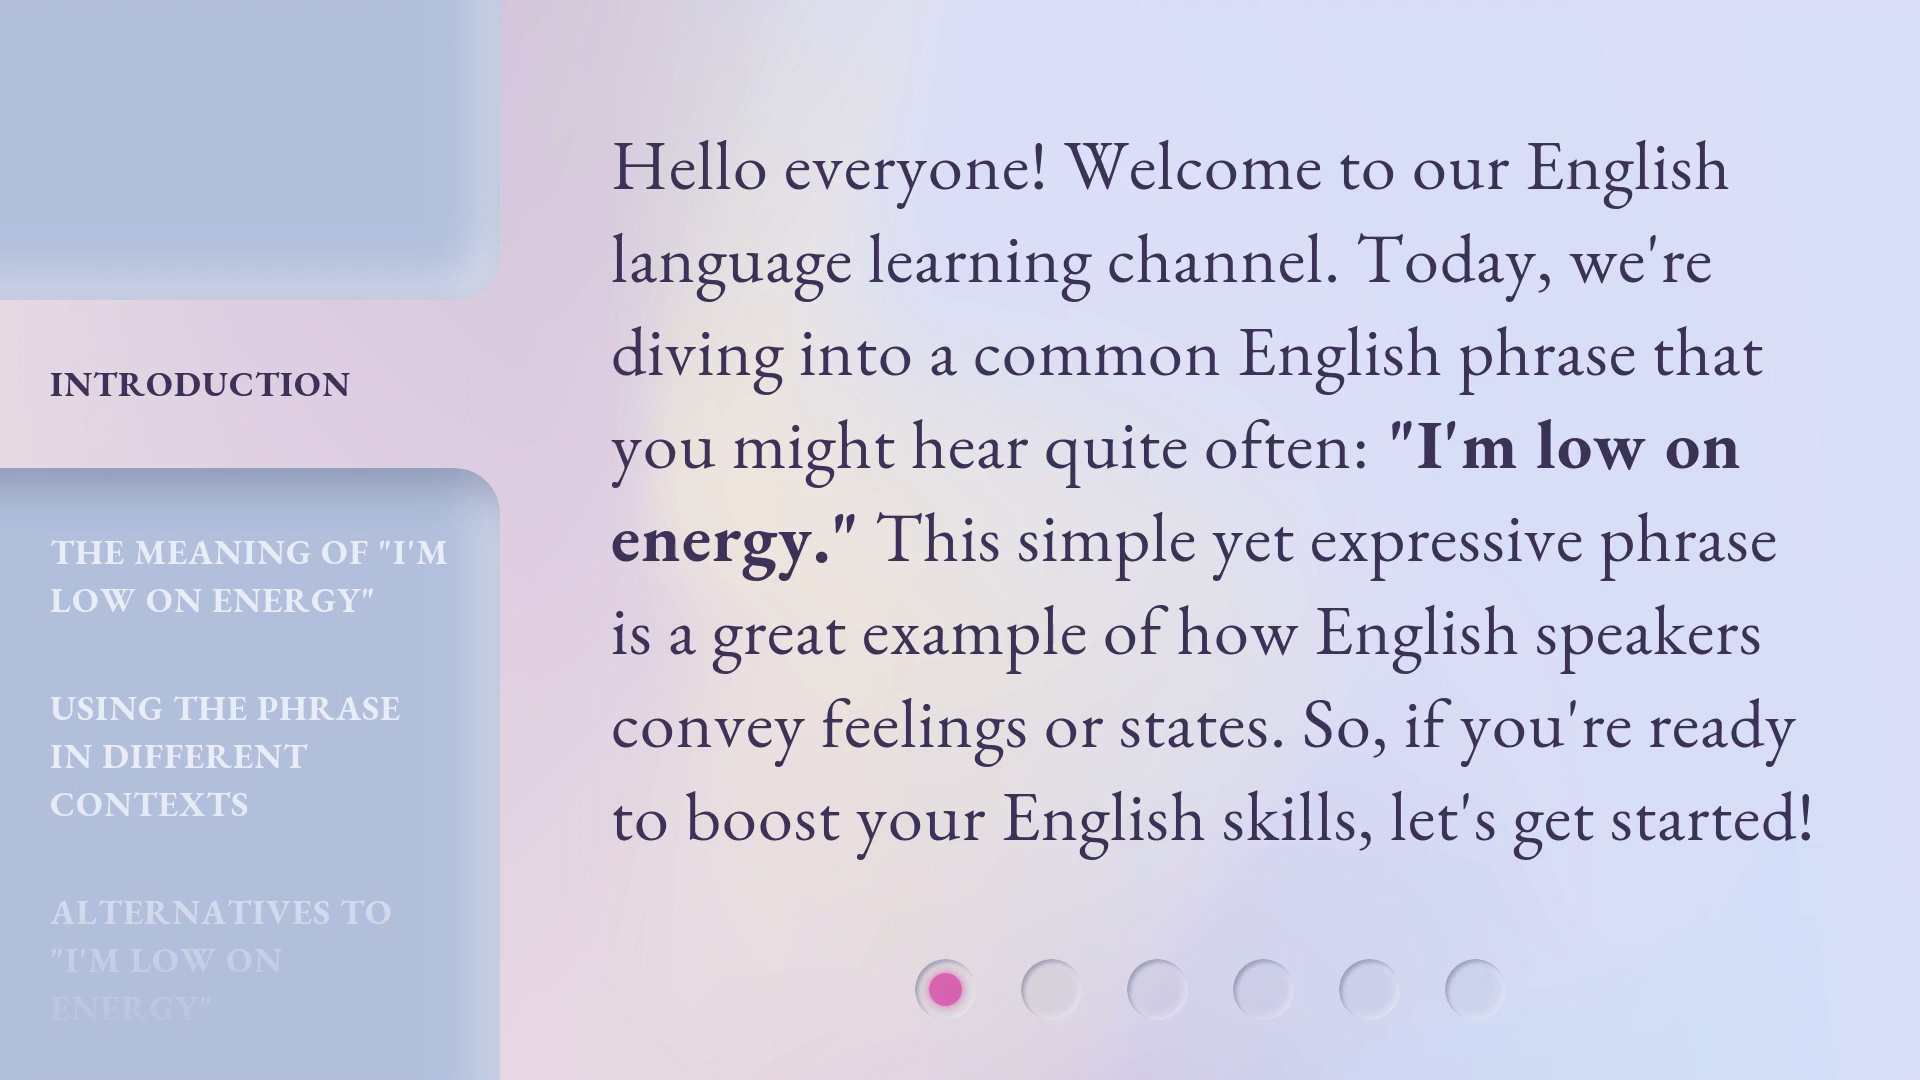 INTRODUCTION
THE MEANING OF "I'M
LOW ON ENERGY"
USING THE PHRASE
IN DIFFERENT
CONTEXTS
ALTERNATIVES TO
"I'M LOW ON
ENERGY"
Hello everyone! Welcome to our English
language learning channel. Today, we're
diving into a common English phrase that
you might hear quite often: "I'm low on
energy." This simple yet expressive phrase
is a great example of how English speakers
convey feelings or states. So, if you're ready
to boost your English skills, let's get started!